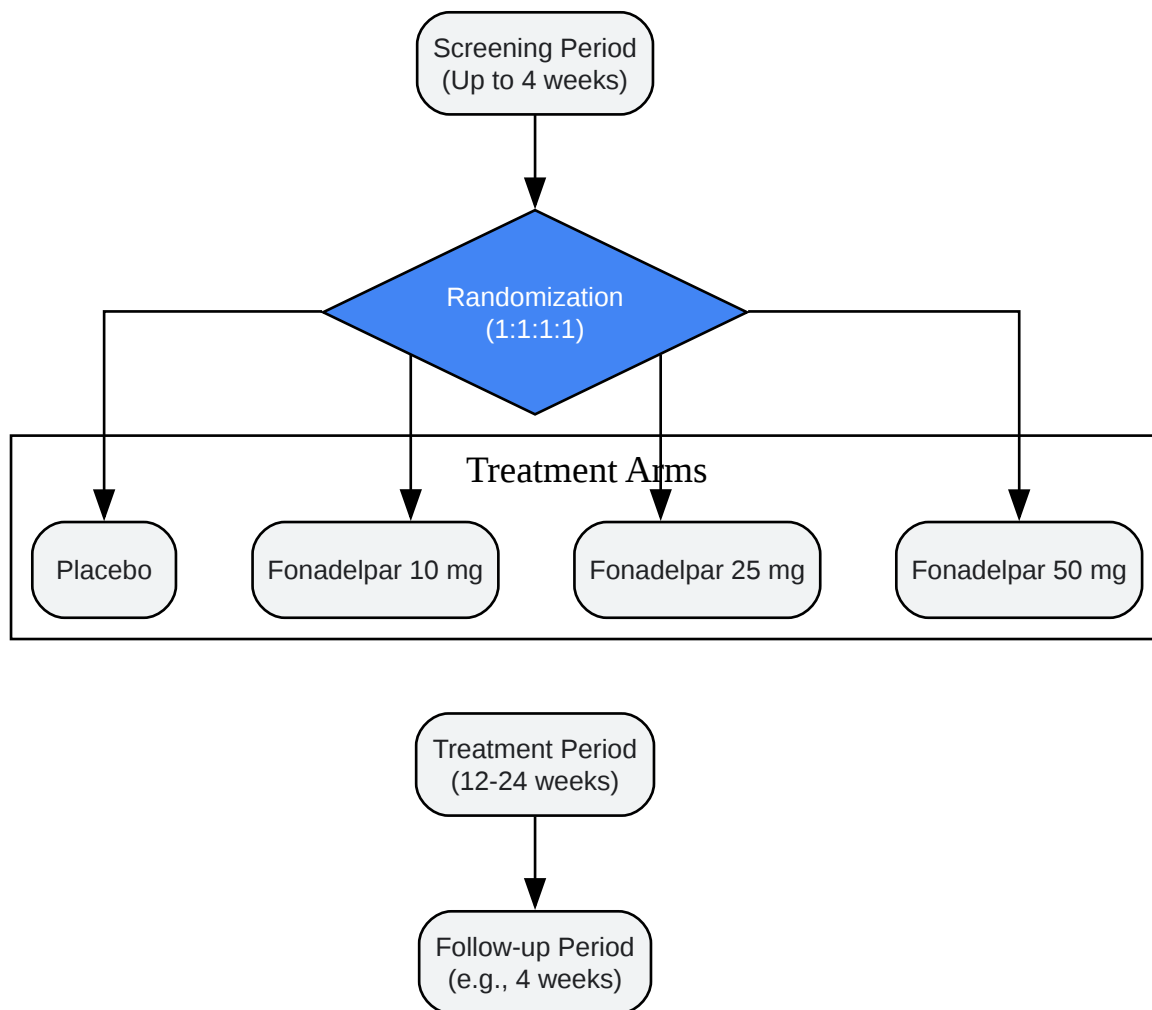 Screening Period
(Up to 4 weeks)
Randomization
(1:1:1:1)
Treatment Arms
Placebo
Fonadelpar 10 mg
Fonadelpar 25 mg
Fonadelpar 50 mg
Treatment Period
(12-24 weeks)
Follow-up Period
(e.g., 4 weeks)